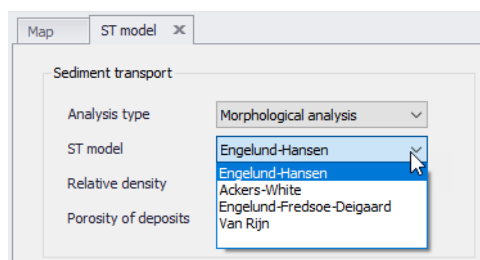 Map ST model
Sediment transport
Analysis type Morphological analysis
ST model Engelund-Hansen
Engelund-Hansen
Relative density
Ackers-White
Engelund-Fredsoe-Deigaard
Porosity of deposits
Van Rijn